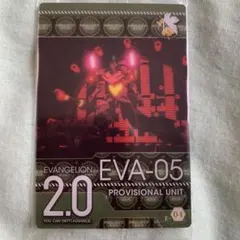 EVANGELION
2.0
YOU CAN (NOT) ADVANCE.
EVA-05
PROVISIONAL UNIT